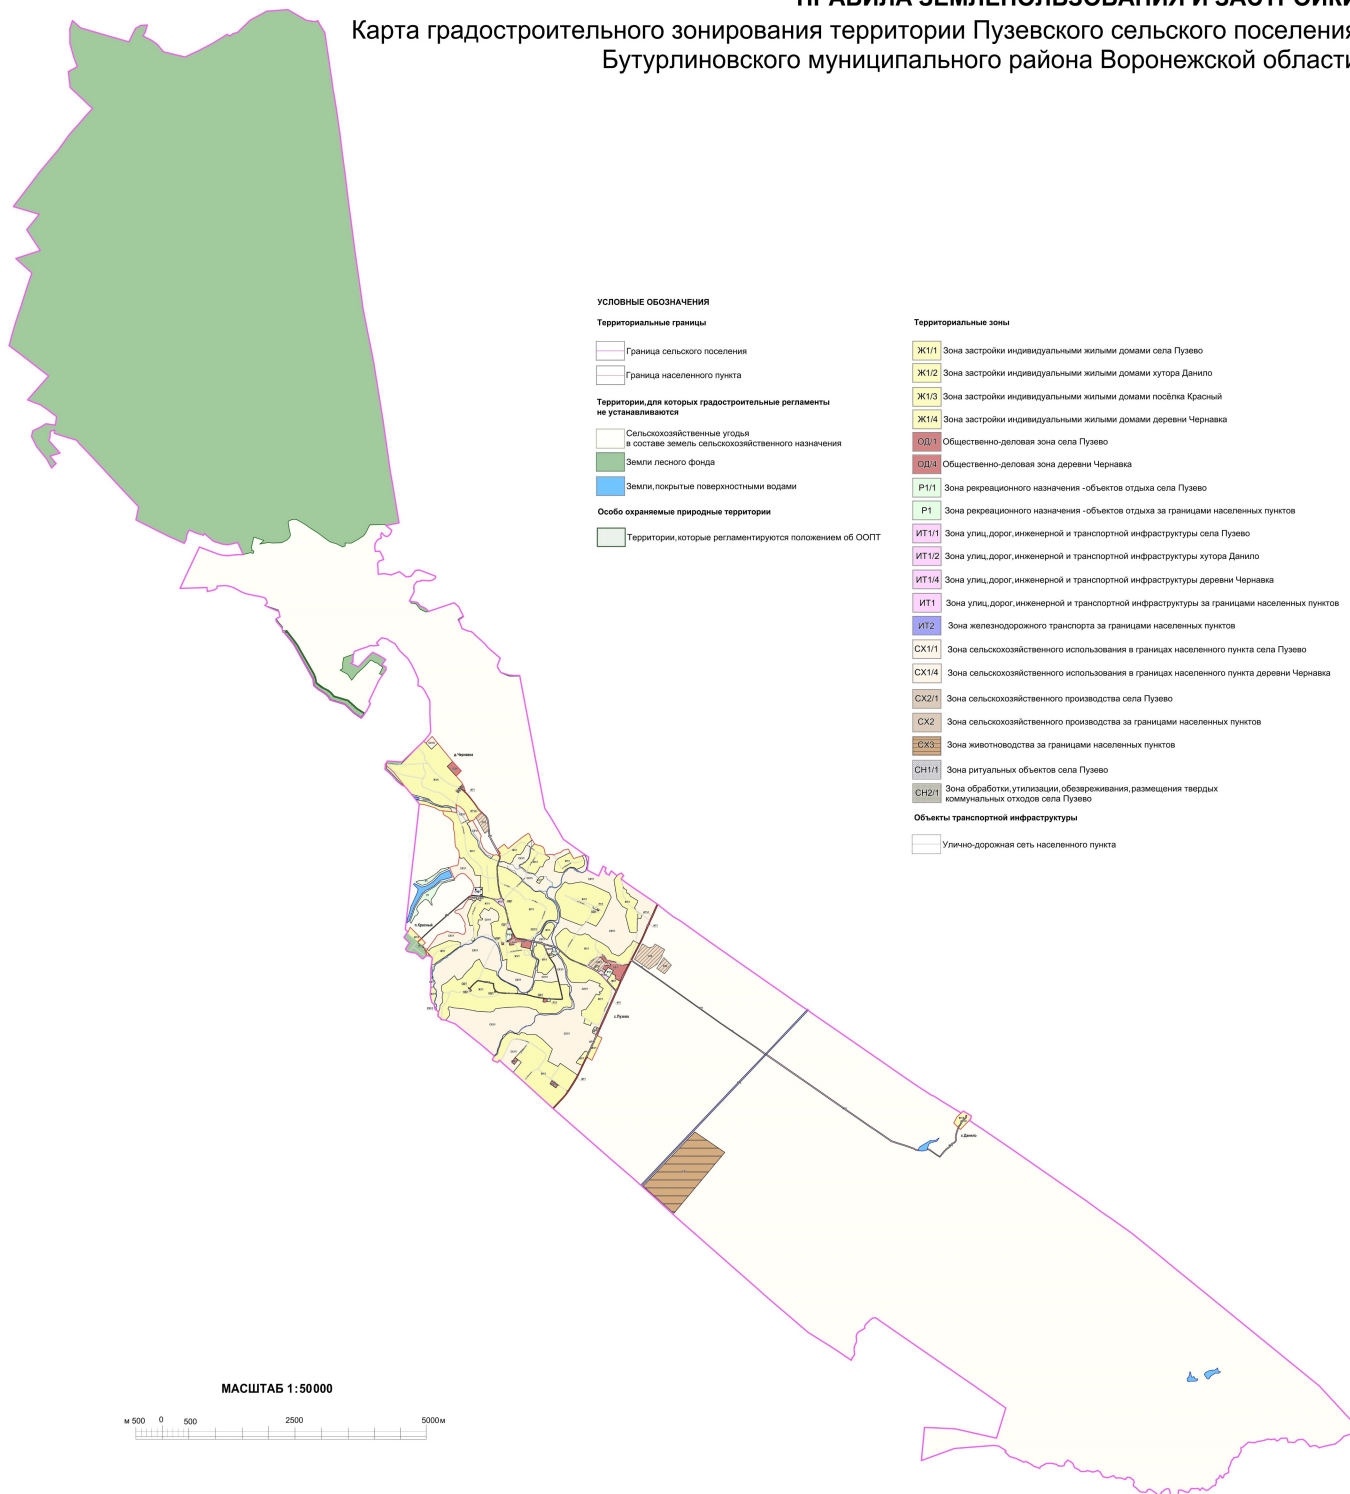 ПРАВИЛА ЗЕМЛЕПОЛЬЗОВАНИЯ И ЗАСТРОЙКИ
Карта градостроительного зонирования территории Пузевского сельского поселения
Бутурлиновского муниципального района Воронежской области
УСЛОВНЫЕ ОБОЗНАЧЕНИЯ
Территориальные границы
Граница сельского поселения
Граница населенного пункта
Территории, для которых градостроительные регламенты
не устанавливаются
Сельскохозяйственные угодья
в составе земель сельскохозяйственного назначения
Земли лесного фонда
Земли, покрытые поверхностными водами
Особо охраняемые природные территории
Территории, которые регламентируются положением об ООПТ
Территориальные зоны
Ж1/1 Зона застройки индивидуальными жилыми домами села Пузево
Ж1/2 Зона застройки индивидуальными жилыми домами хутора Данило
Ж1/3 Зона застройки индивидуальными жилыми домами посёлка Красный
Ж1/4 Зона застройки индивидуальными жилыми домами деревни Чернавка
ОД/1 Общественно-деловая зона села Пузево
ОД/4 Общественно-деловая зона деревни Чернавка
Р1/1 Зона рекреационного назначения -объектов отдыха села Пузево
Р1 Зона рекреационного назначения -объектов отдыха за границами населенных пунктов
ИТ1/1 Зона улиц, дорог, инженерной и транспортной инфраструктуры села Пузево
ИТ1/2 Зона улиц, дорог, инженерной и транспортной инфраструктуры хутора Данило
ИТ1/4 Зона улиц, дорог, инженерной и транспортной инфраструктуры деревни Чернавка
ИТ1 Зона улиц, дорог, инженерной и транспортной инфраструктуры за границами населенных пунктов
ИТ2 Зона железнодорожного транспорта за границами населенных пунктов
СХ1/1 Зона сельскохозяйственного использования в границах населенного пункта села Пузево
СХ1/4 Зона сельскохозяйственного использования в границах населенного пункта деревни Чернавка
СХ2/1 Зона сельскохозяйственного производства села Пузево
СХ2 Зона сельскохозяйственного производства за границами населенных пунктов
СХ3 Зона животноводства за границами населенных пунктов
СН1/1 Зона ритуальных объектов села Пузево
СН2/1 Зона обработки, утилизации, обезвреживания, размещения твердых
коммунальных отходов села Пузево
Объекты транспортной инфраструктуры
Улично-дорожная сеть населенного пункта
д.Чернавка
п.Красный
с.Пузево
х.Данило
МАСШТАБ 1:50000
м 500 0 500 2500 5000м